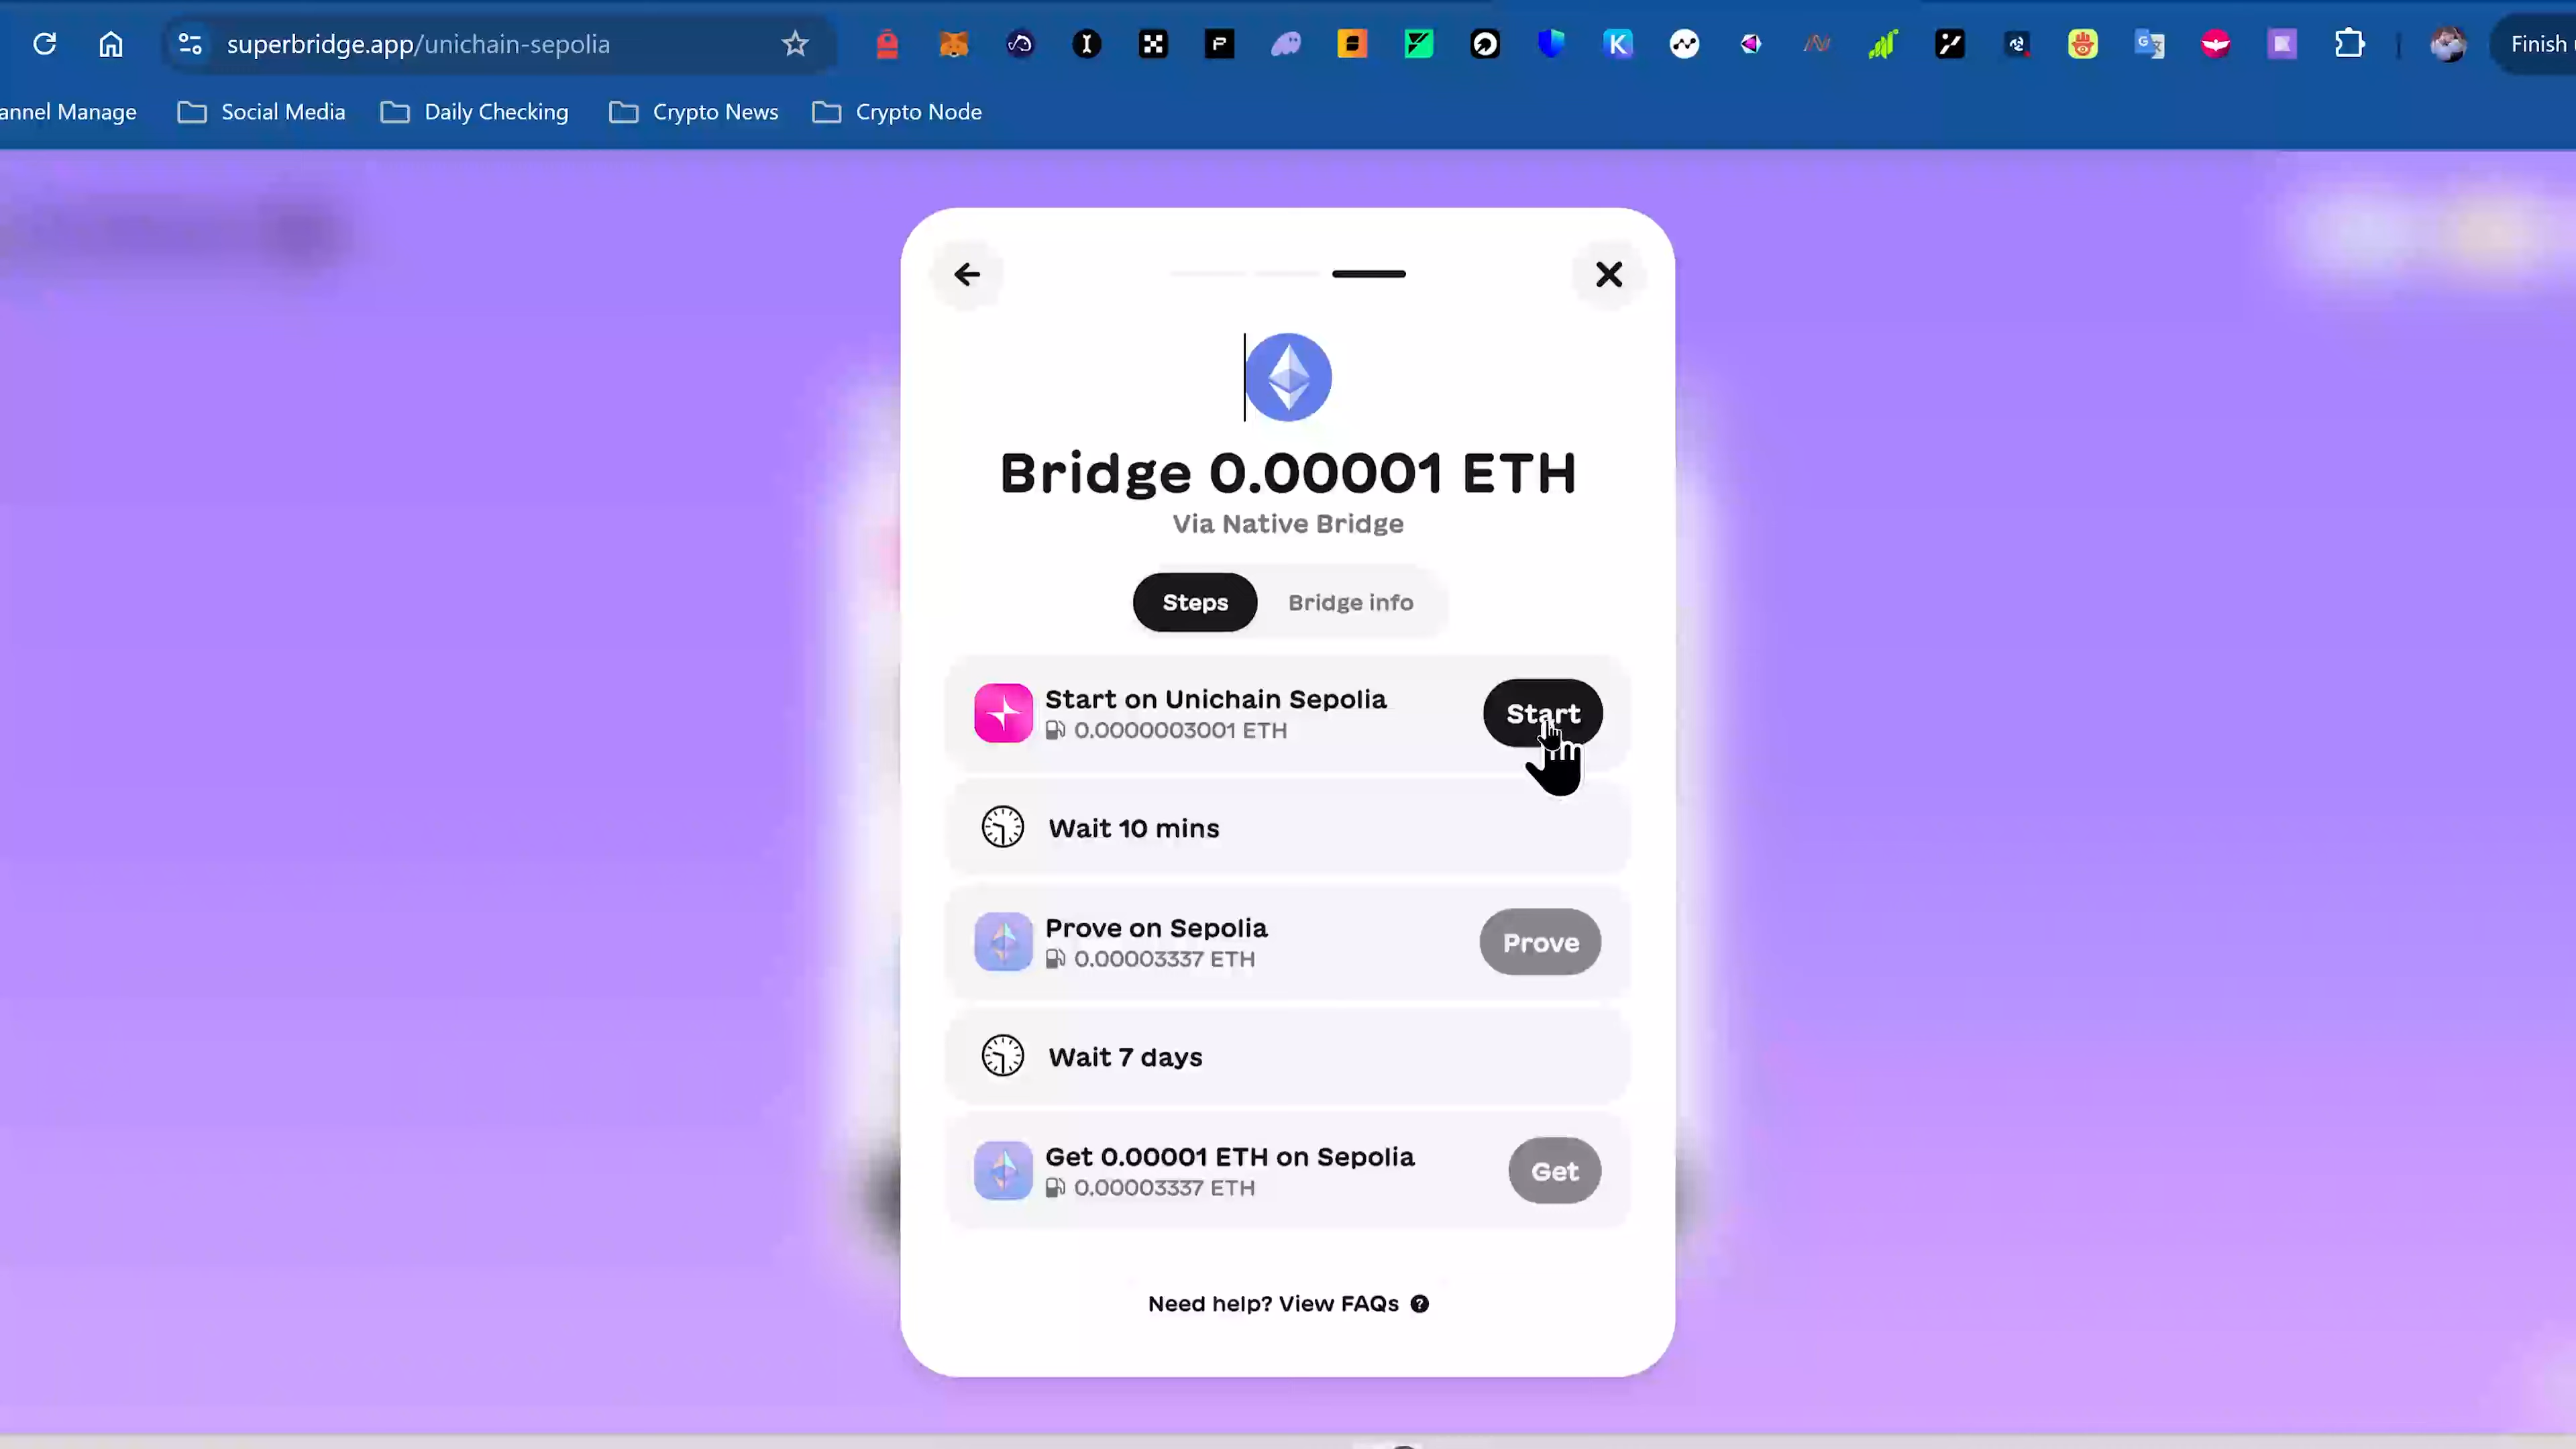 superbridge.app/unichain-sepolia
Finish
annel Manage
Social Media
Daily Checking
Crypto News
Crypto Node
Bridge 0.00001 ETH
Via Native Bridge
Steps
Bridge info
Start on Unichain Sepolia
0.0000003001 ETH
Start
Wait 10 mins
Prove on Sepolia
0.00003337 ETH
Prove
Wait 7 days
Get 0.00001 ETH on Sepolia
0.00003337 ETH
Get
Need help? View FAQs